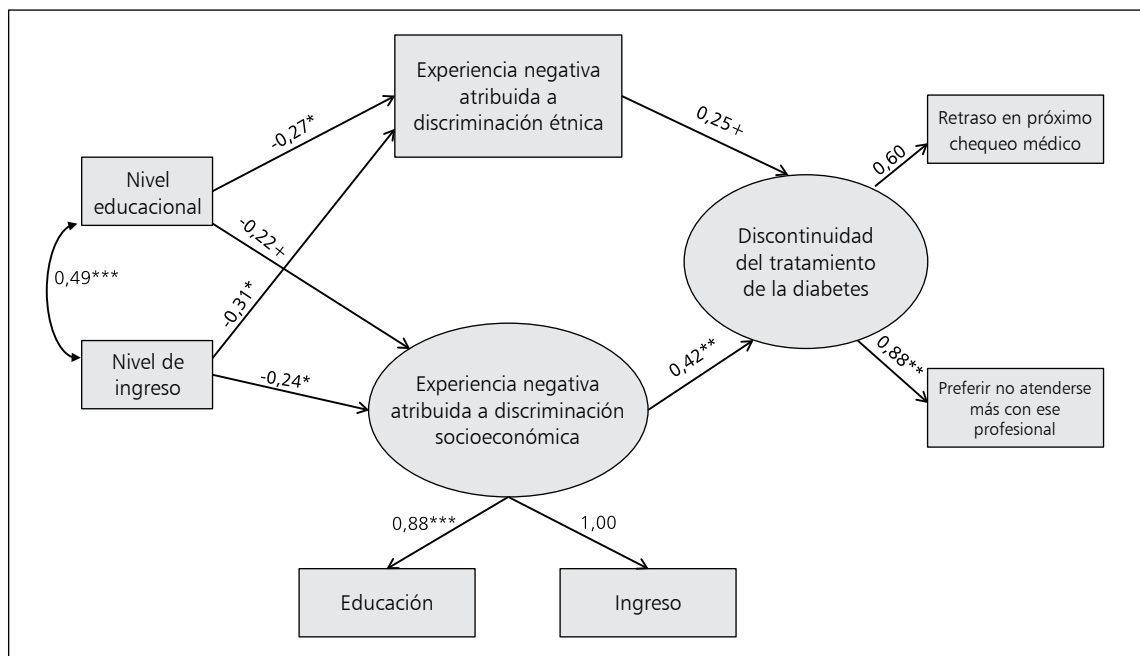 Experiencia negativa
atribuida a
discriminación étnica
-0,27*
0,25+
Retraso en próximo
chequeo médico
0,60
Nivel
educacional
-0,22+
Discontinuidad
del tratamiento
de la diabetes
0,49***
-0,31*
Nivel de
ingreso
-0,24*
Experiencia negativa
atribuida a discriminación
socioeconómica
0,42**
0,88**
Preferir no atenderse
más con ese
profesional
0,88***
1,00
Educación
Ingreso